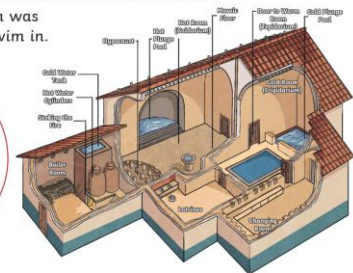 n was
vim in.
Hypocaust
Hot
Plunge
Pool
Hot Room
(Caldarium)
Mosaic
Floor
Door to Warm
Room
(Tepidarium)
Cold Plunge
Pool
Cold Water
Tank
Hot Water
Cylinders
Stoking the
Fire
Boiler
Room
Cold Room
(Frigidarium)
Latrines
Changing
Room